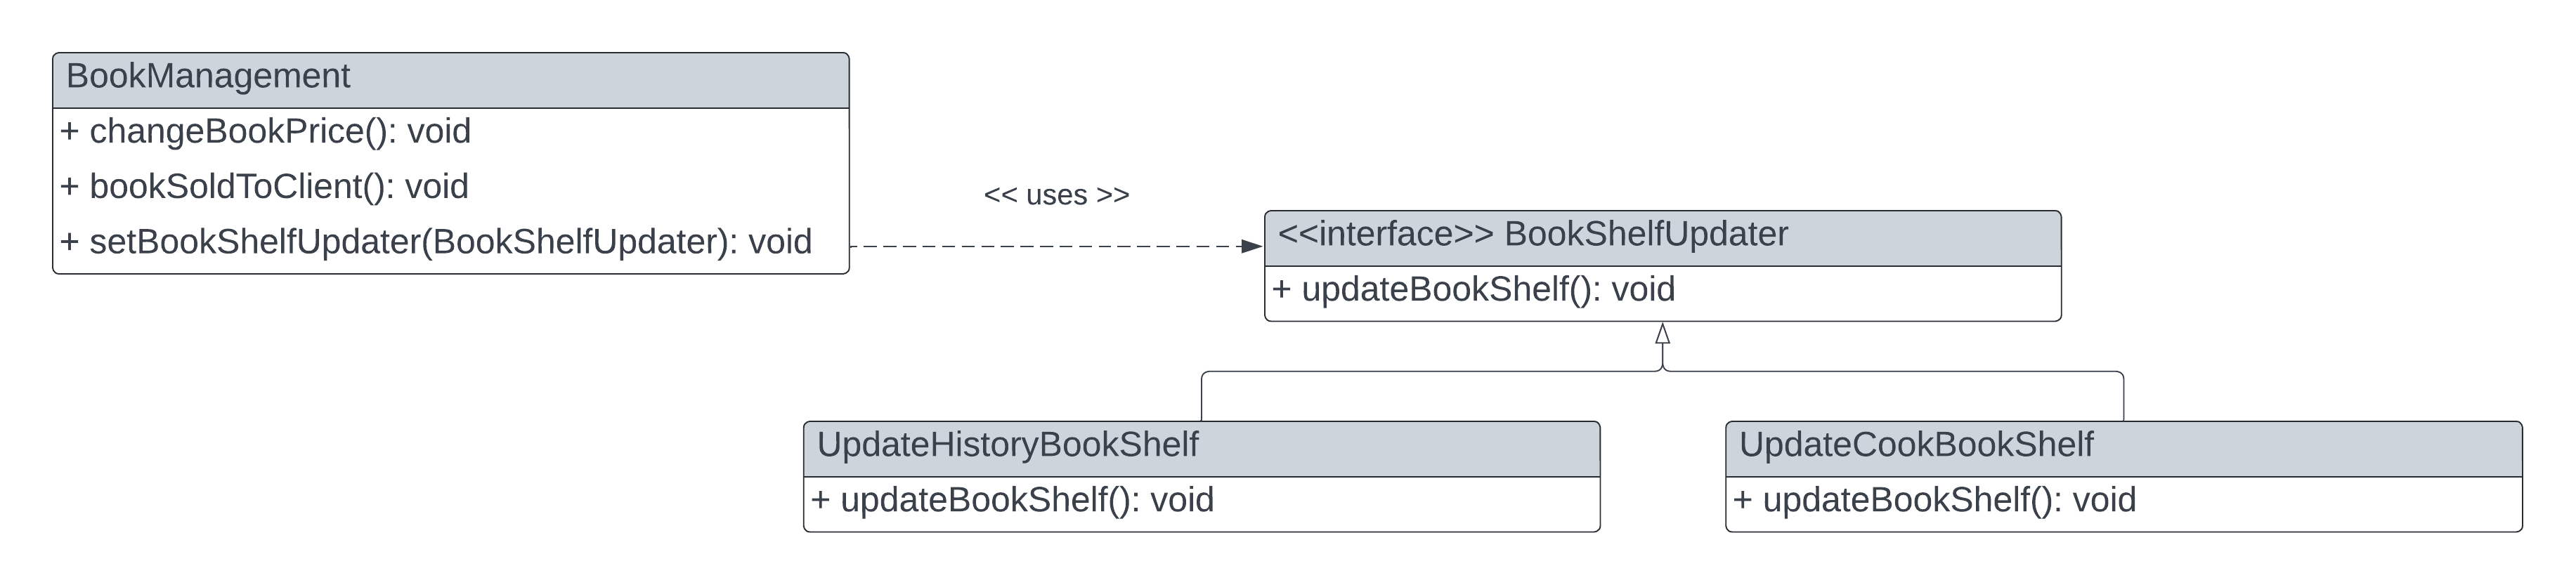 BookManagement
+ changeBookPrice(): void
+ bookSoldToClient(): void
+ setBookShelfUpdater(BookShelfUpdater): void
<< uses >>
<<interface>> BookShelfUpdater
+ updateBookShelf(): void
UpdateHistoryBookShelf
+ updateBookShelf(): void
UpdateCookBookShelf
+ updateBookShelf(): void